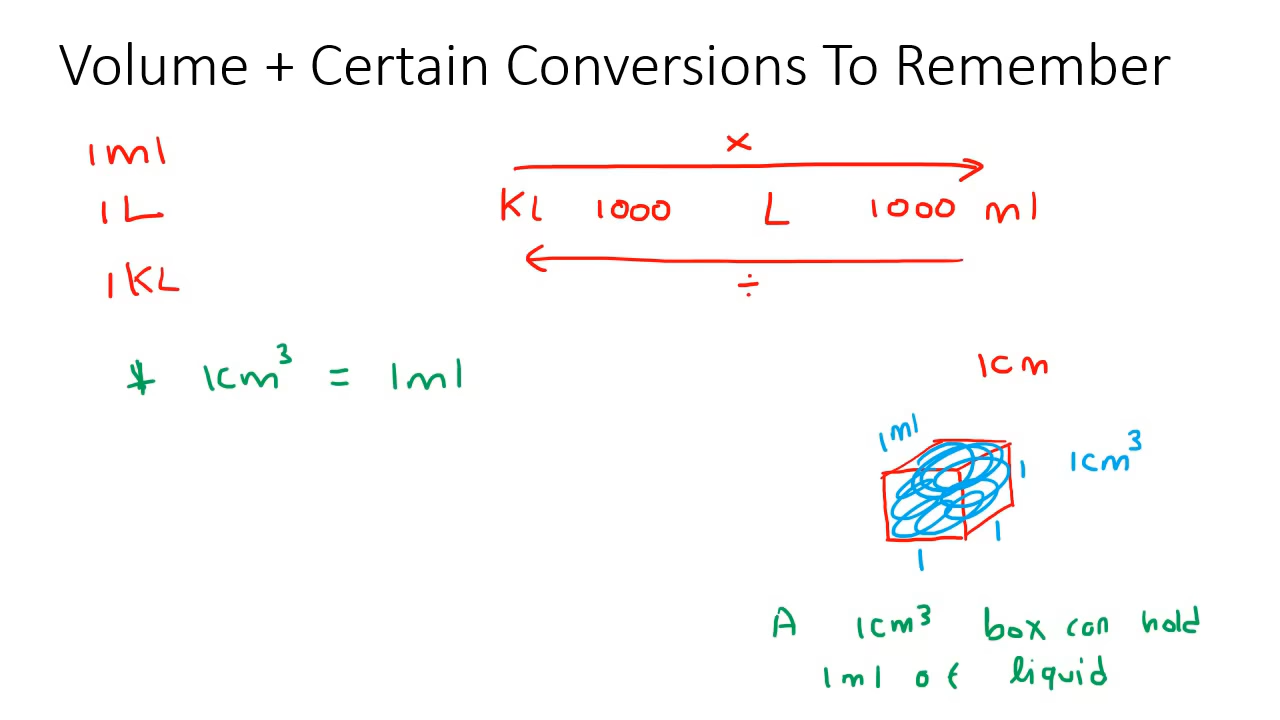 Volume + Certain Conversions To Remember
×
1ml
KL 1000 L 1000 ml
1L
÷
1KL
* 1cm³ = 1ml
1cm
1ml
1 1cm³
1
1
A 1cm³ box can hold
1ml of liquid